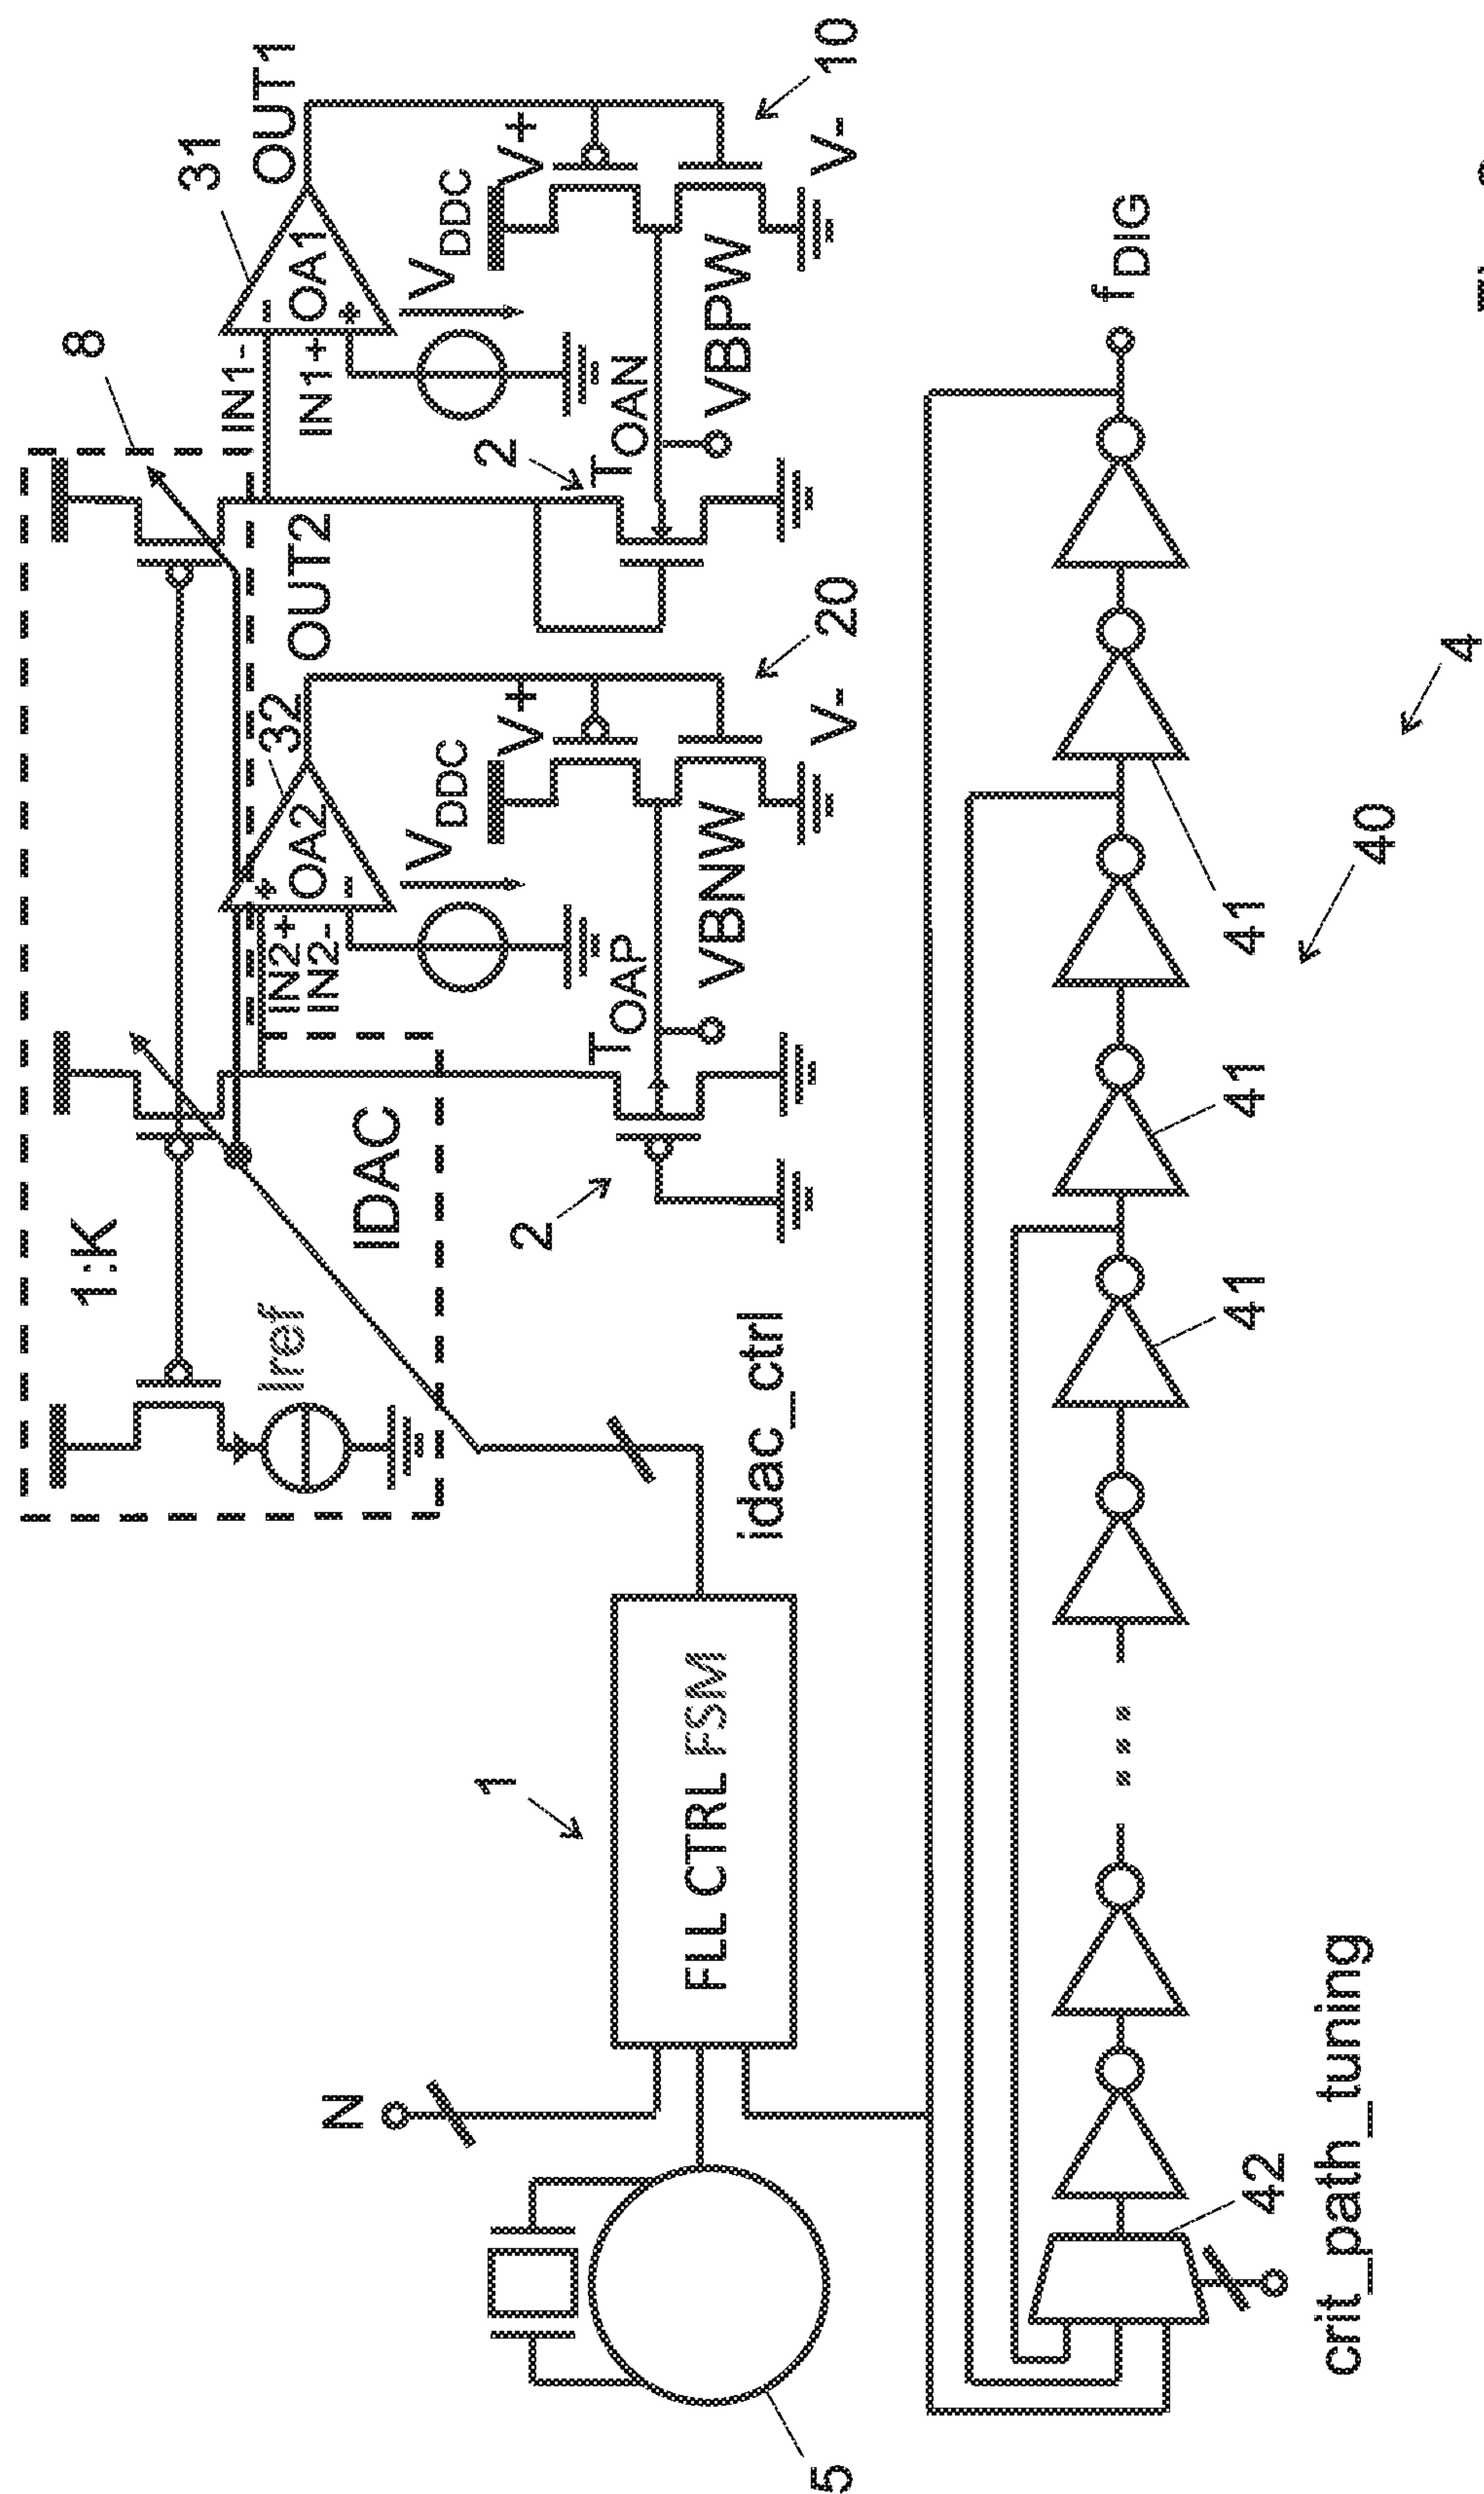 8
31
OUT1
1:K
IN1-
OA1
IN1+
VDDC
V+
10
Iref
IDAC
OUT2
32
IN2+
OA2
IN2-
VDDC
V+
20
2
TOAN
VBPW
V-
2
TOAP
VBNW
V-
idac_ctrl
N
1
FLL CTRL FSM
5
fDIG
41
41
41
40
4
42
crit_path_tuning